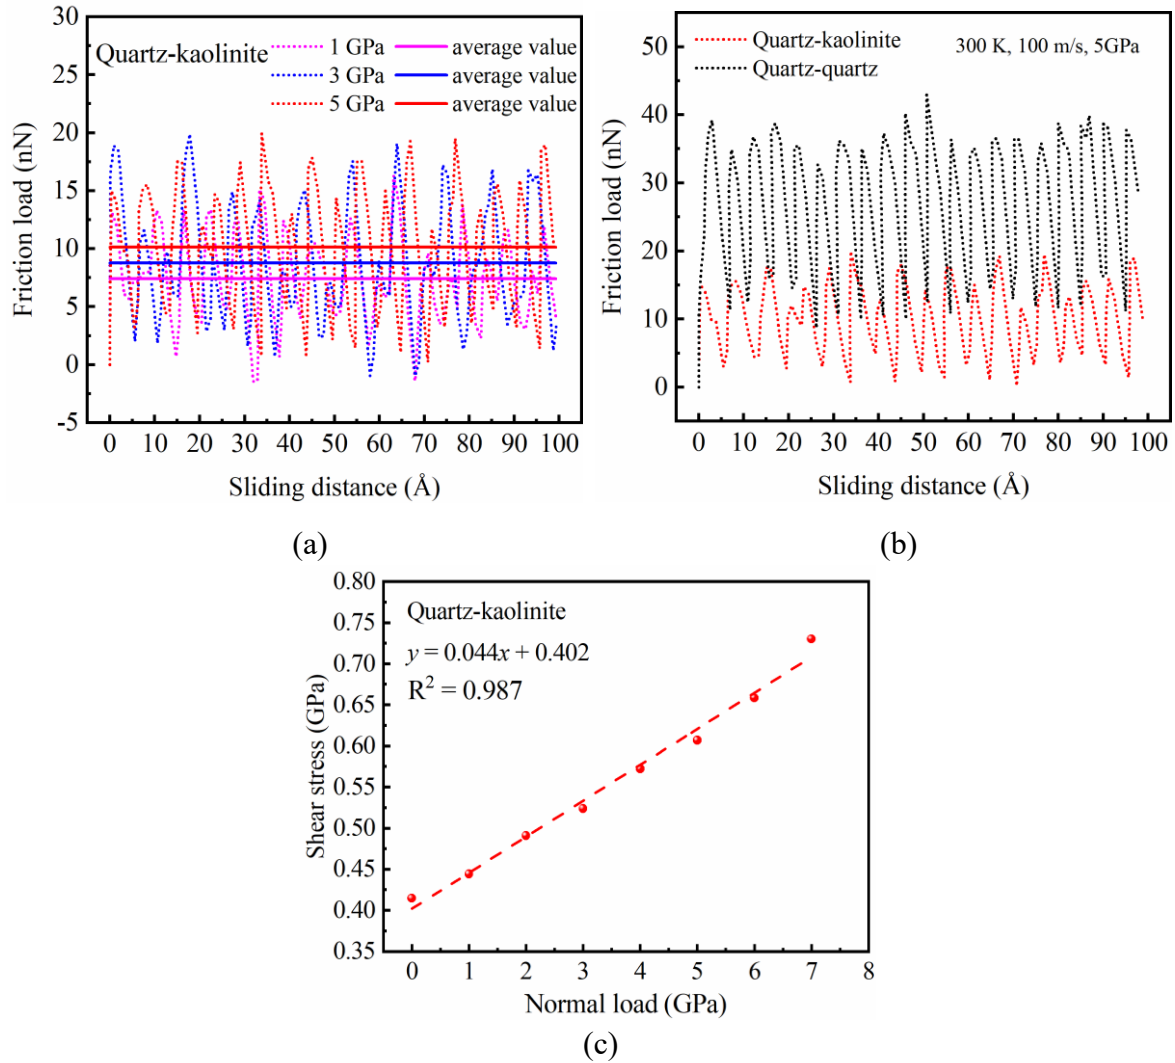 Quartz-kaolinite
1 GPa average value
3 GPa average value
5 GPa average value
30
25
20
15
10
5
0
-5
Friction load (nN)
0 10 20 30 40 50 60 70 80 90 100
Sliding distance (Å)
(a)
Quartz-kaolinite
Quartz-quartz
300 K, 100 m/s, 5GPa
50
40
30
20
10
0
Friction load (nN)
0 10 20 30 40 50 60 70 80 90 100
Sliding distance (Å)
(b)
Quartz-kaolinite
y = 0.044x + 0.402
R² = 0.987
0.80
0.75
0.70
0.65
0.60
0.55
0.50
0.45
0.40
0.35
Shear stress (GPa)
0 1 2 3 4 5 6 7 8
Normal load (GPa)
(c)